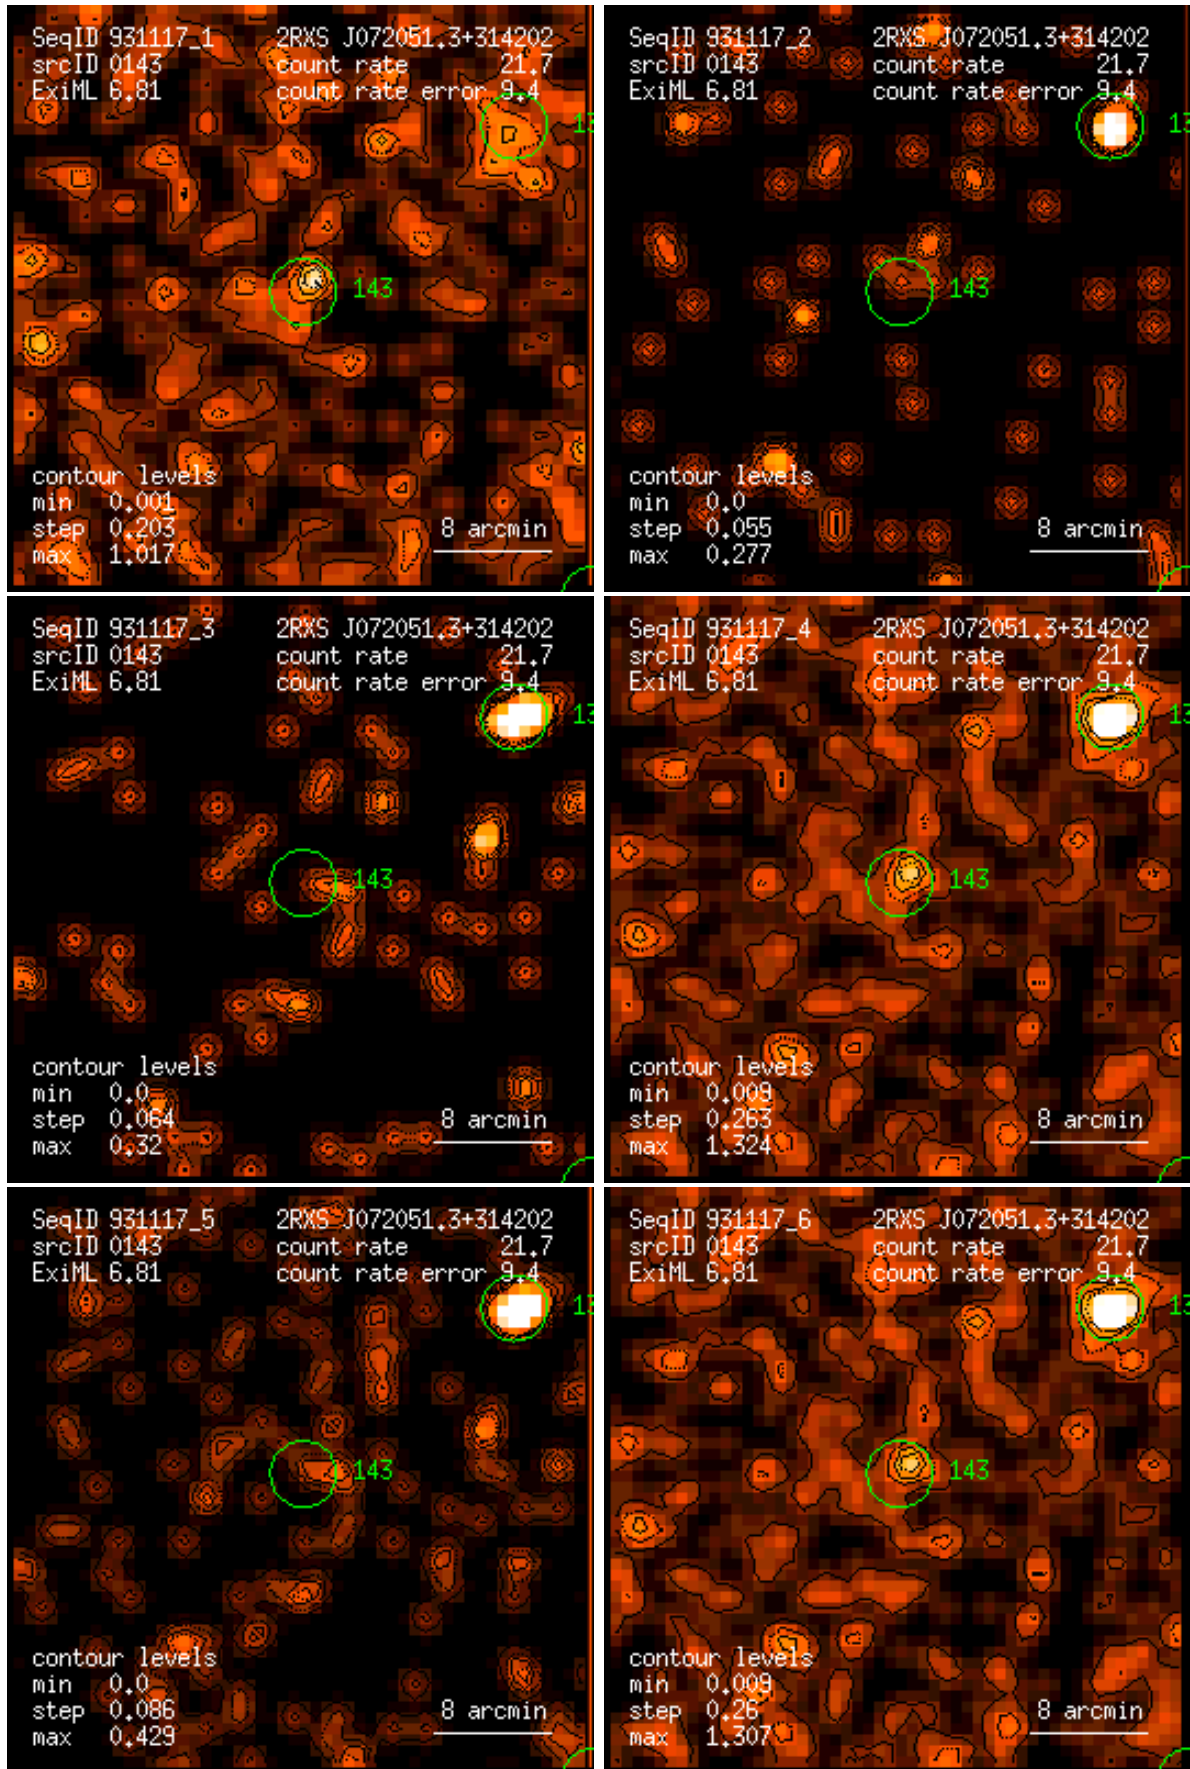 SeqID 931117_1 2RXS J072051.3+314202
srcID 0143 count rate 21.7
ExiML 6.81 count rate error 9.4
13
143
contour levels
min 0.001
step 0.203 8 arcmin
max 1.017
SeqID 931117_2 2RXS J072051.3+314202
srcID 0143 count rate 21.7
ExiML 6.81 count rate error 9.4
13
143
contour levels
min 0.0
step 0.055 8 arcmin
max 0.277
SeqID 931117_3 2RXS J072051.3+314202
srcID 0143 count rate 21.7
ExiML 6.81 count rate error 9.4
13
143
contour levels
min 0.0
step 0.064 8 arcmin
max 0.32
SeqID 931117_4 2RXS J072051.3+314202
srcID 0143 count rate 21.7
ExiML 6.81 count rate error 9.4
13
143
contour levels
min 0.009
step 0.263 8 arcmin
max 1.324
SeqID 931117_5 2RXS J072051.3+314202
srcID 0143 count rate 21.7
ExiML 6.81 count rate error 9.4
13
143
contour levels
min 0.0
step 0.086 8 arcmin
max 0.429
SeqID 931117_6 2RXS J072051.3+314202
srcID 0143 count rate 21.7
ExiML 6.81 count rate error 9.4
13
143
contour levels
min 0.009
step 0.26 8 arcmin
max 1.307